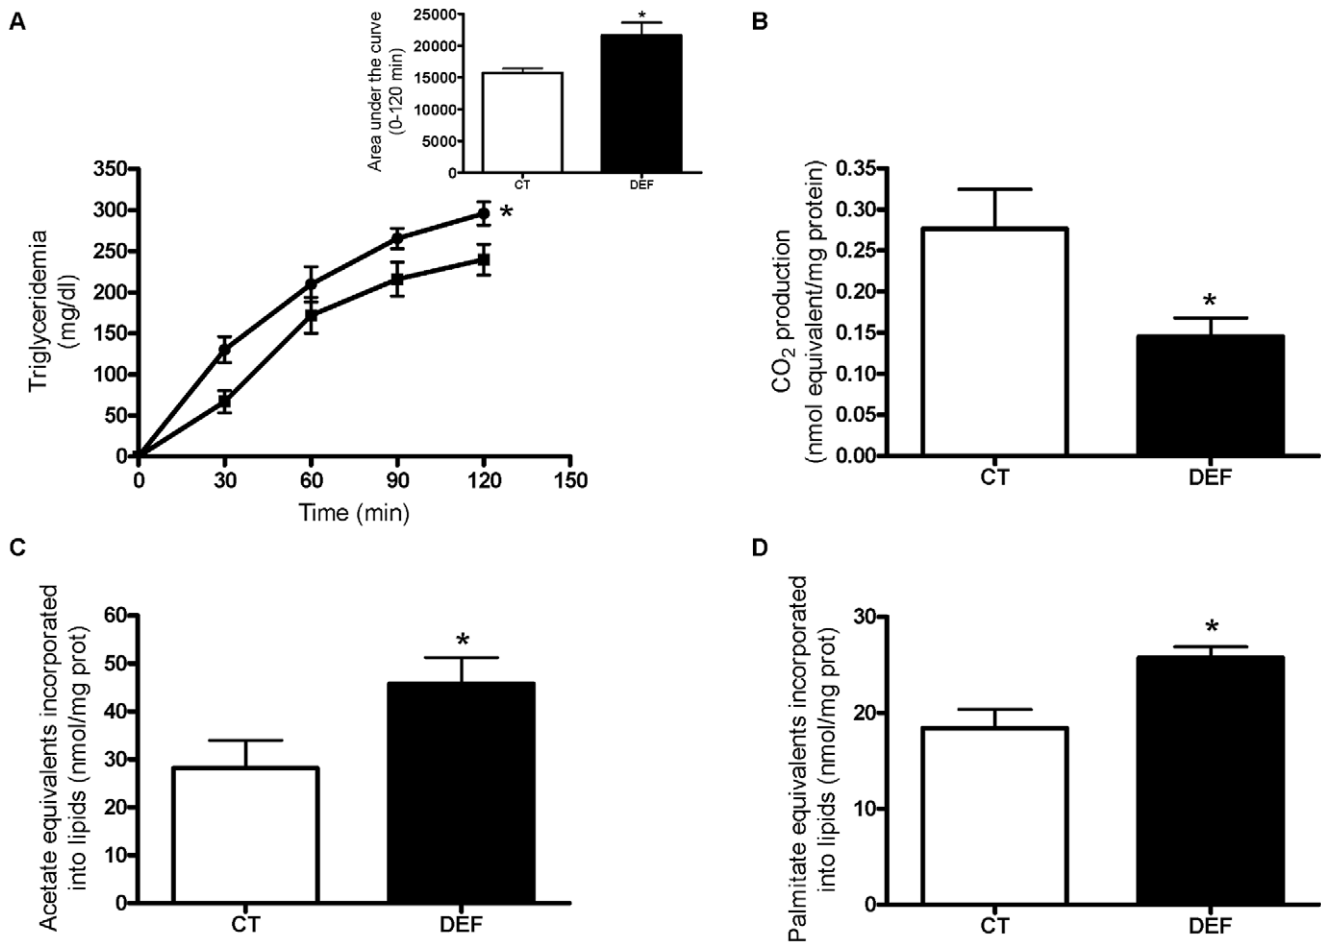 A
Area under the curve
(0-120 min)
25000
20000
15000
10000
5000
0
*
CT
DEF
Triglyceridemia
(mg/dl)
350
300
250
200
150
100
50
0
*
0
30
60
90
120
150
Time (min)
B
CO2 production
(nmol equivalent/mg protein)
0.35
0.30
0.25
0.20
0.15
0.10
0.05
0.00
*
CT
DEF
C
Acetate equivalents incorporated
into lipids (nmol/mg prot)
60
50
40
30
20
10
0
*
CT
DEF
D
Palmitate equivalents incorporated
into lipids (nmol/mg prot)
30
20
10
0
*
CT
DEF